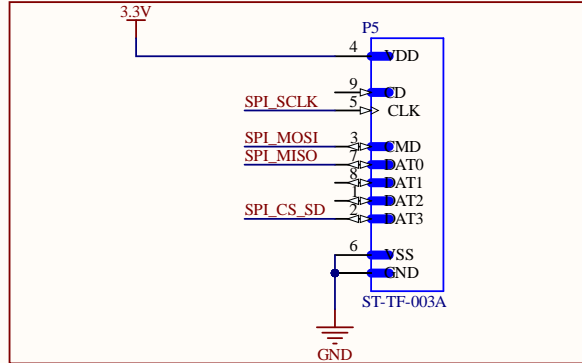 3.3V
P5
4 VDD
9 CD
SPI_SCLK 5 CLK
SPI_MOSI 3 CMD
SPI_MISO 7 DAT0
8 DAT1
1 DAT2
SPI_CS_SD 2 DAT3
6 VSS
GND
ST-TF-003A
GND